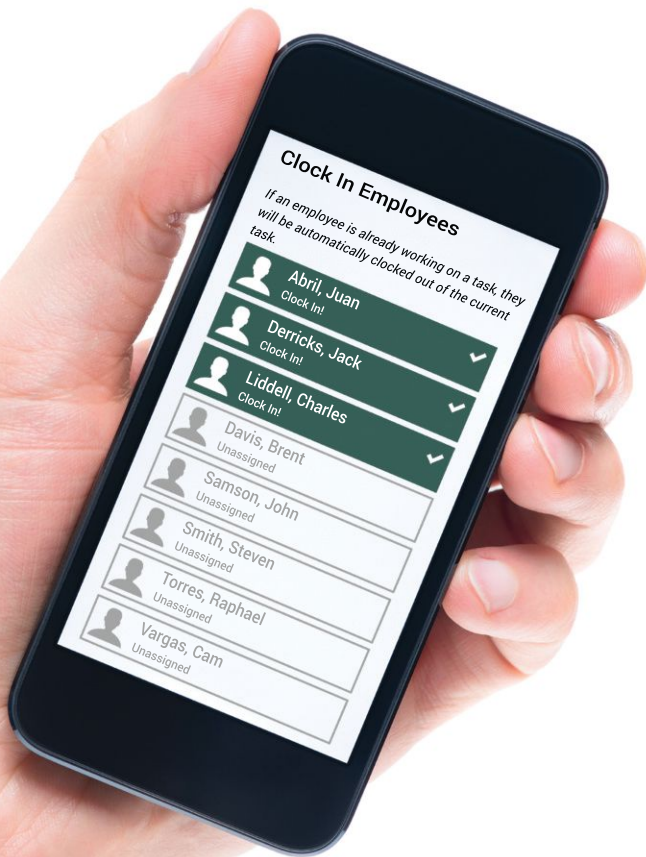 Clock In Employees
If an employee is already working on a task, they
will be automatically clocked out of the current
task.
Abril, Juan
Clock In!
Derricks, Jack
Clock In!
Liddell, Charles
Clock In!
Davis, Brent
Unassigned
Samson, John
Unassigned
Smith, Steven
Unassigned
Torres, Raphael
Unassigned
Vargas, Cam
Unassigned